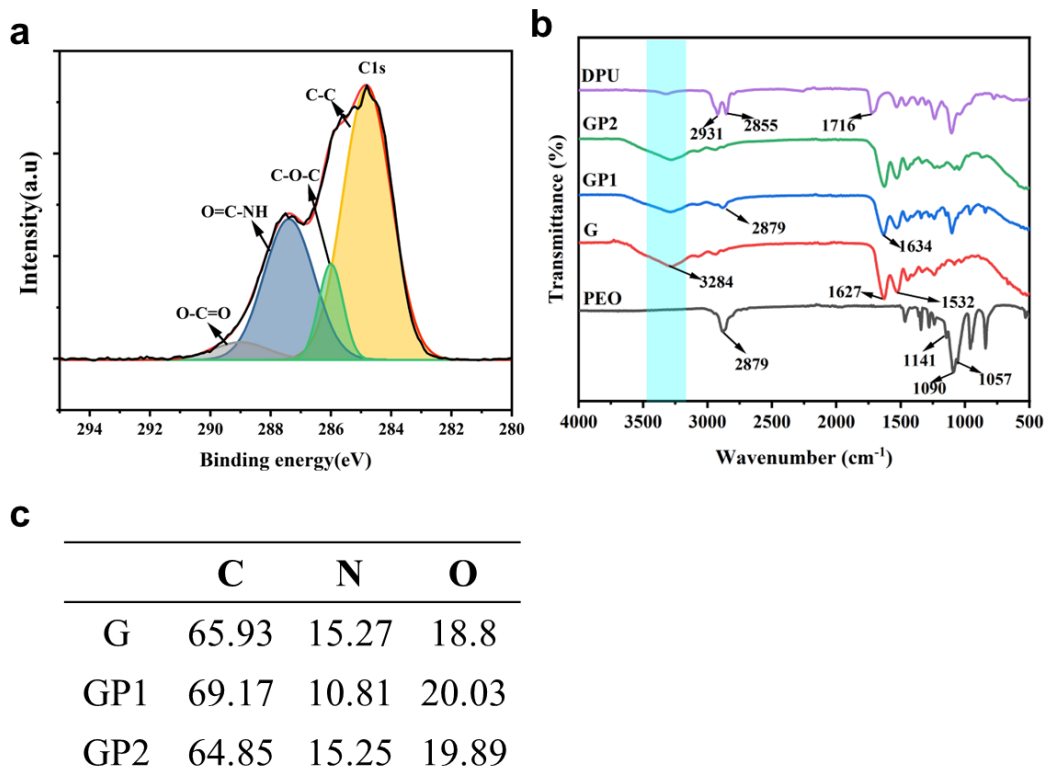 a
C1s
C-C
C-O-C
O=C-NH
O-C=O
Intensity(a.u)
294 292 290 288 286 284 282 280
Binding energy(eV)
b
DPU
2931 2855 1716
GP2
GP1
2879 1634
G
3284 1627 1532
PEO
2879 1141 1090 1057
Transmittance (%)
4000 3500 3000 2500 2000 1500 1000 500
Wavenumber (cm⁻¹)
c
C N O
G 65.93 15.27 18.8
GP1 69.17 10.81 20.03
GP2 64.85 15.25 19.89